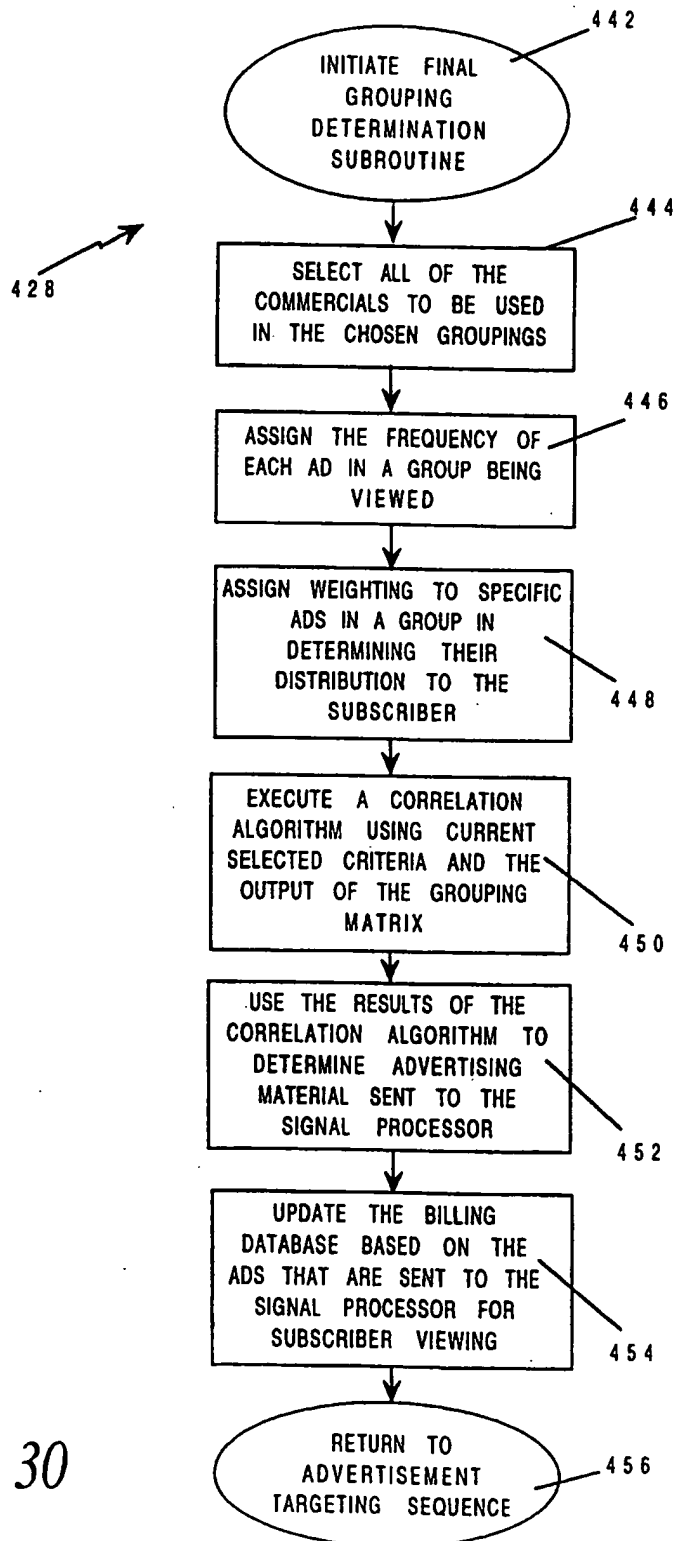 442
INITIATE FINAL
GROUPING
DETERMINATION
SUBROUTINE
428
444
SELECT ALL OF THE
COMMERCIALS TO BE USED
IN THE CHOSEN GROUPINGS
446
ASSIGN THE FREQUENCY OF
EACH AD IN A GROUP BEING
VIEWED
ASSIGN WEIGHTING TO SPECIFIC
ADS IN A GROUP IN
DETERMINING THEIR
DISTRIBUTION TO THE
SUBSCRIBER
448
EXECUTE A CORRELATION
ALGORITHM USING CURRENT
SELECTED CRITERIA AND THE
OUTPUT OF THE GROUPING
MATRIX
450
USE THE RESULTS OF THE
CORRELATION ALGORITHM TO
DETERMINE ADVERTISING
MATERIAL SENT TO THE
SIGNAL PROCESSOR
452
UPDATE THE BILLING
DATABASE BASED ON THE
ADS THAT ARE SENT TO THE
SIGNAL PROCESSOR FOR
SUBSCRIBER VIEWING
454
RETURN TO
ADVERTISEMENT
TARGETING SEQUENCE
456
30